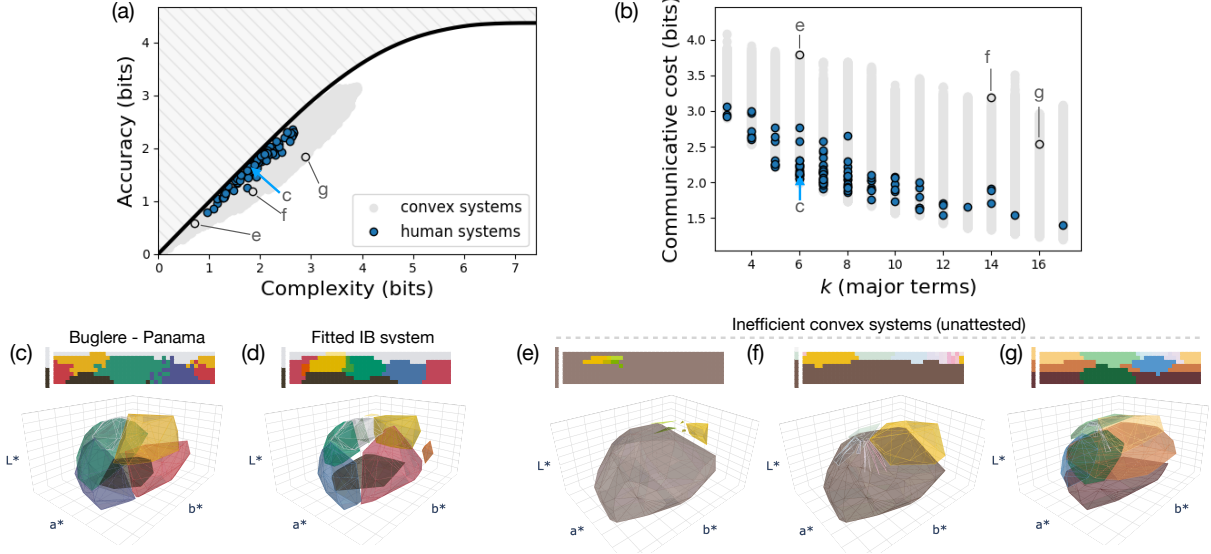 (a)
Accuracy (bits)
4
3
2
1
0
0 1 2 3 4 5 6 7
Complexity (bits)
c
e
f
g
convex systems
human systems
(b)
Communicative cost (bits)
4.0
3.5
3.0
2.5
2.0
1.5
4 6 8 10 12 14 16
k (major terms)
e
f
g
c
Inefficient convex systems (unattested)
(c) Buglere - Panama
L*
a*
b*
(d) Fitted IB system
L*
a*
b*
(e)
L*
a*
b*
(f)
L*
a*
b*
(g)
L*
a*
b*